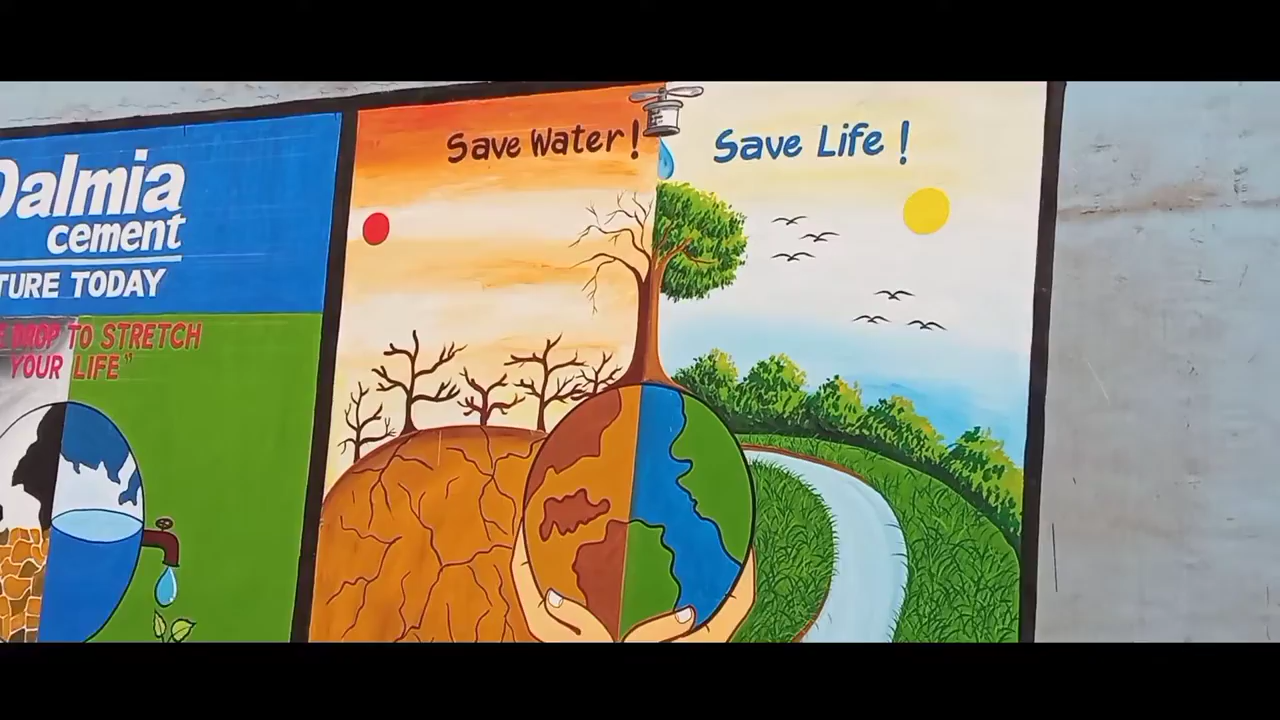 Dalmia
cement
TURE TODAY
DROP TO STRETCH
YOUR LIFE"
Save Water!
Save Life!